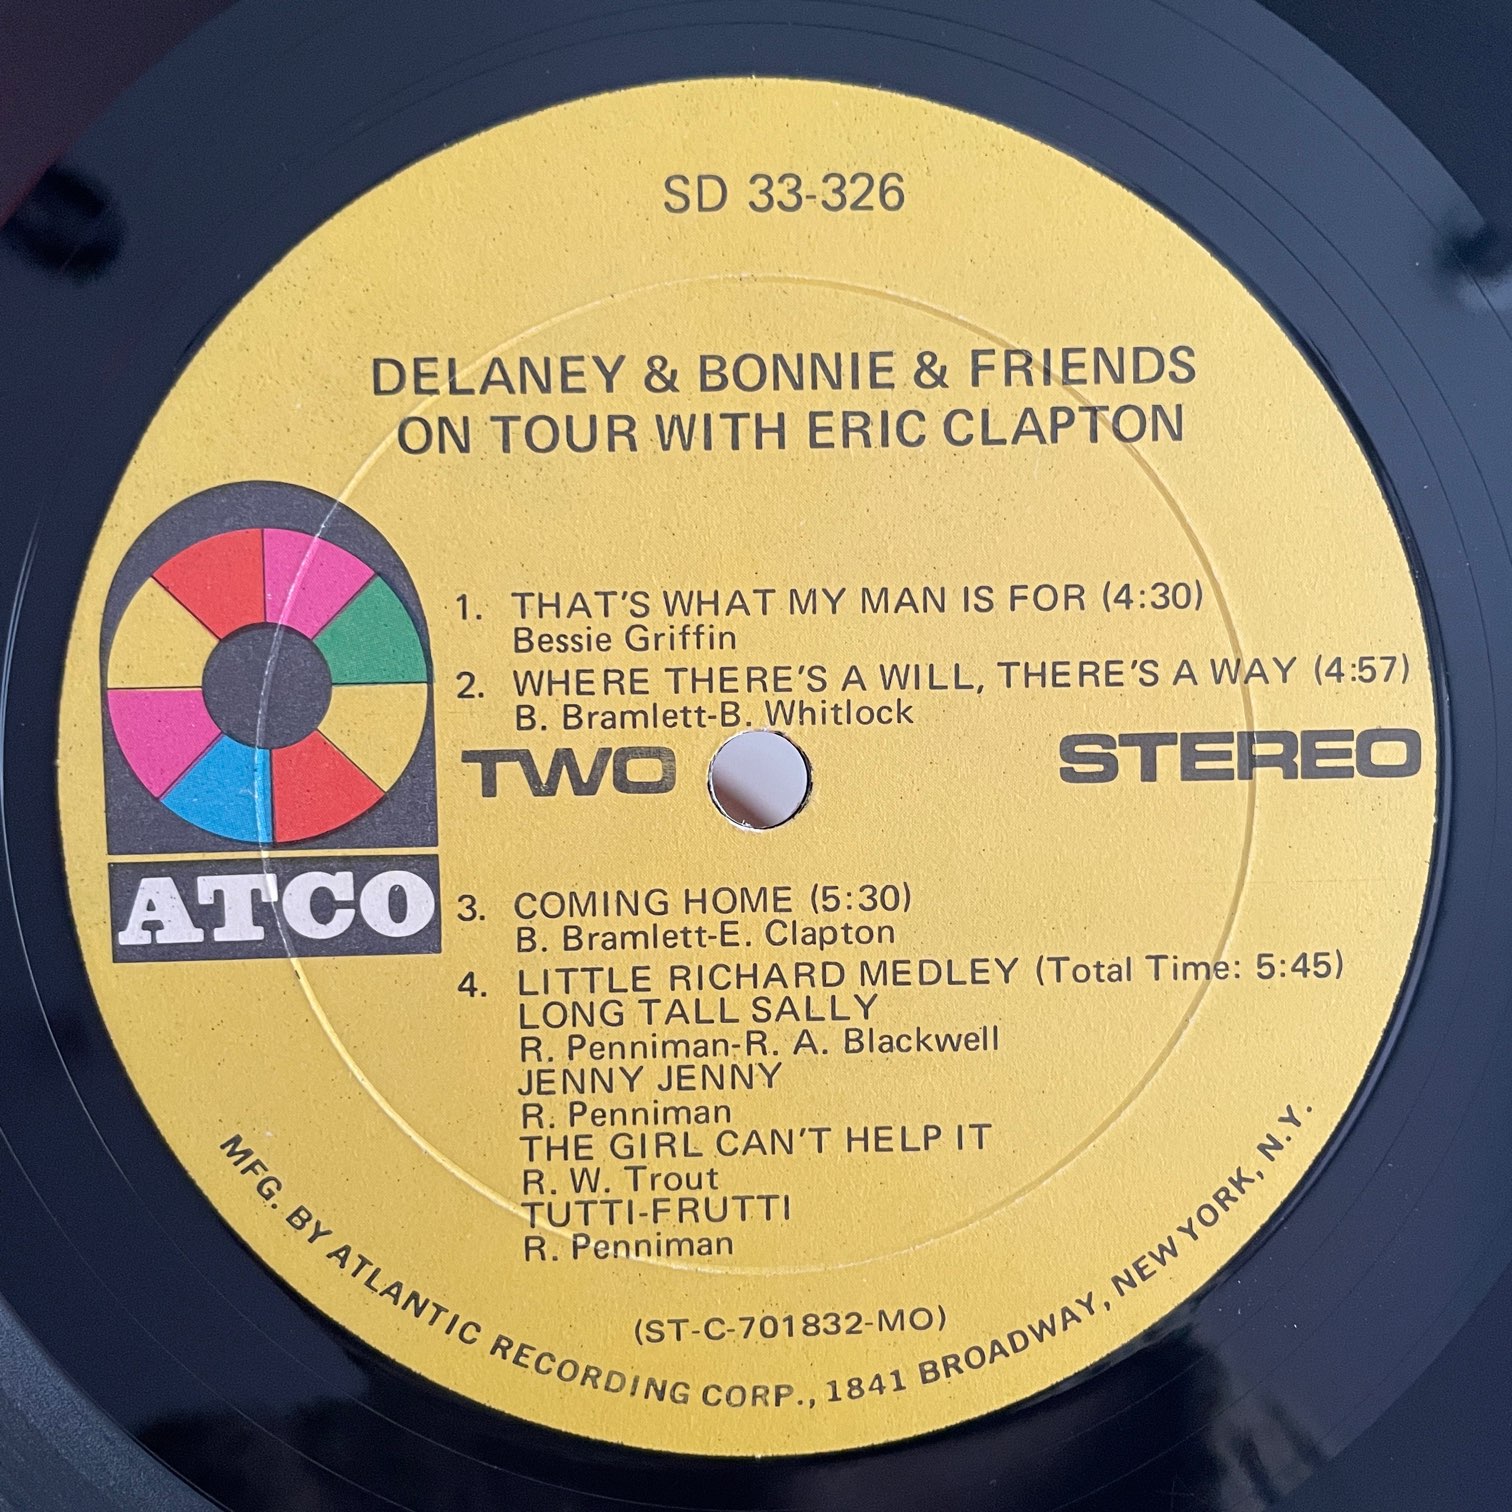 SD 33-326
DELANEY & BONNIE & FRIENDS
ON TOUR WITH ERIC CLAPTON
1. THAT'S WHAT MY MAN IS FOR (4:30)
Bessie Griffin
2. WHERE THERE'S A WILL, THERE'S A WAY (4:57)
B. Bramlett-B. Whitlock
TWO
STEREO
ATCO
3. COMING HOME (5:30)
B. Bramlett-E. Clapton
4. LITTLE RICHARD MEDLEY (Total Time: 5:45)
LONG TALL SALLY
R. Penniman-R. A. Blackwell
JENNY JENNY
R. Penniman
THE GIRL CAN'T HELP IT
R. W. Trout
TUTTI-FRUTTI
R. Penniman
(ST-C-701832-MO)
MFG. BY ATLANTIC RECORDING CORP., 1841 BROADWAY, NEW YORK, N.Y.